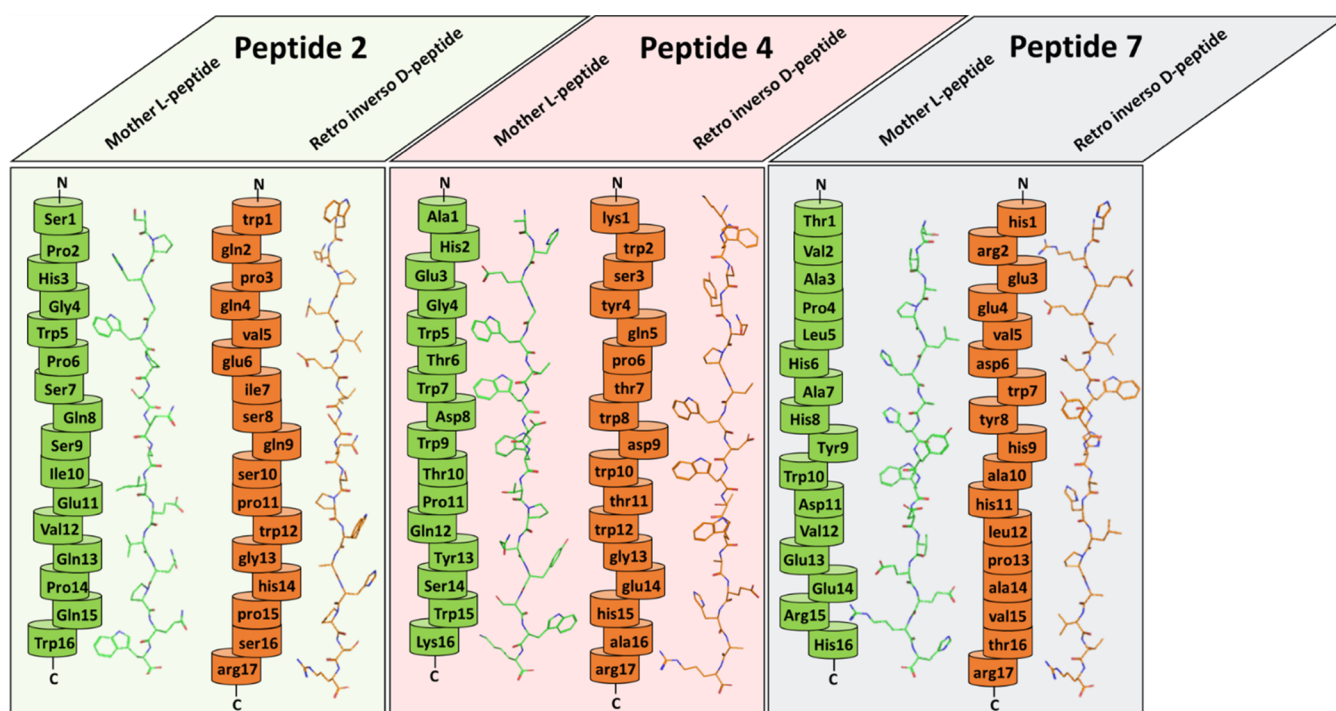 Peptide 2
Mother L-peptide
Retro inverso D-peptide
Peptide 4
Mother L-peptide
Retro inverso D-peptide
Peptide 7
Mother L-peptide
Retro inverso D-peptide
N
Ser1
Pro2
His3
Gly4
Trp5
Pro6
Ser7
Gln8
Ser9
Ile10
Glu11
Val12
Gln13
Pro14
Gln15
Trp16
C
N
trp1
gln2
pro3
gln4
val5
glu6
ile7
ser8
gln9
ser10
pro11
trp12
gly13
his14
pro15
ser16
arg17
C
N
Ala1
His2
Glu3
Gly4
Trp5
Thr6
Trp7
Asp8
Trp9
Thr10
Pro11
Gln12
Tyr13
Ser14
Trp15
Lys16
C
N
lys1
trp2
ser3
tyr4
gln5
pro6
thr7
trp8
asp9
trp10
thr11
trp12
gly13
glu14
his15
ala16
arg17
C
N
Thr1
Val2
Ala3
Pro4
Leu5
His6
Ala7
His8
Tyr9
Trp10
Asp11
Val12
Glu13
Glu14
Arg15
His16
C
N
his1
arg2
glu3
glu4
val5
asp6
trp7
tyr8
his9
ala10
his11
leu12
pro13
ala14
val15
thr16
arg17
C